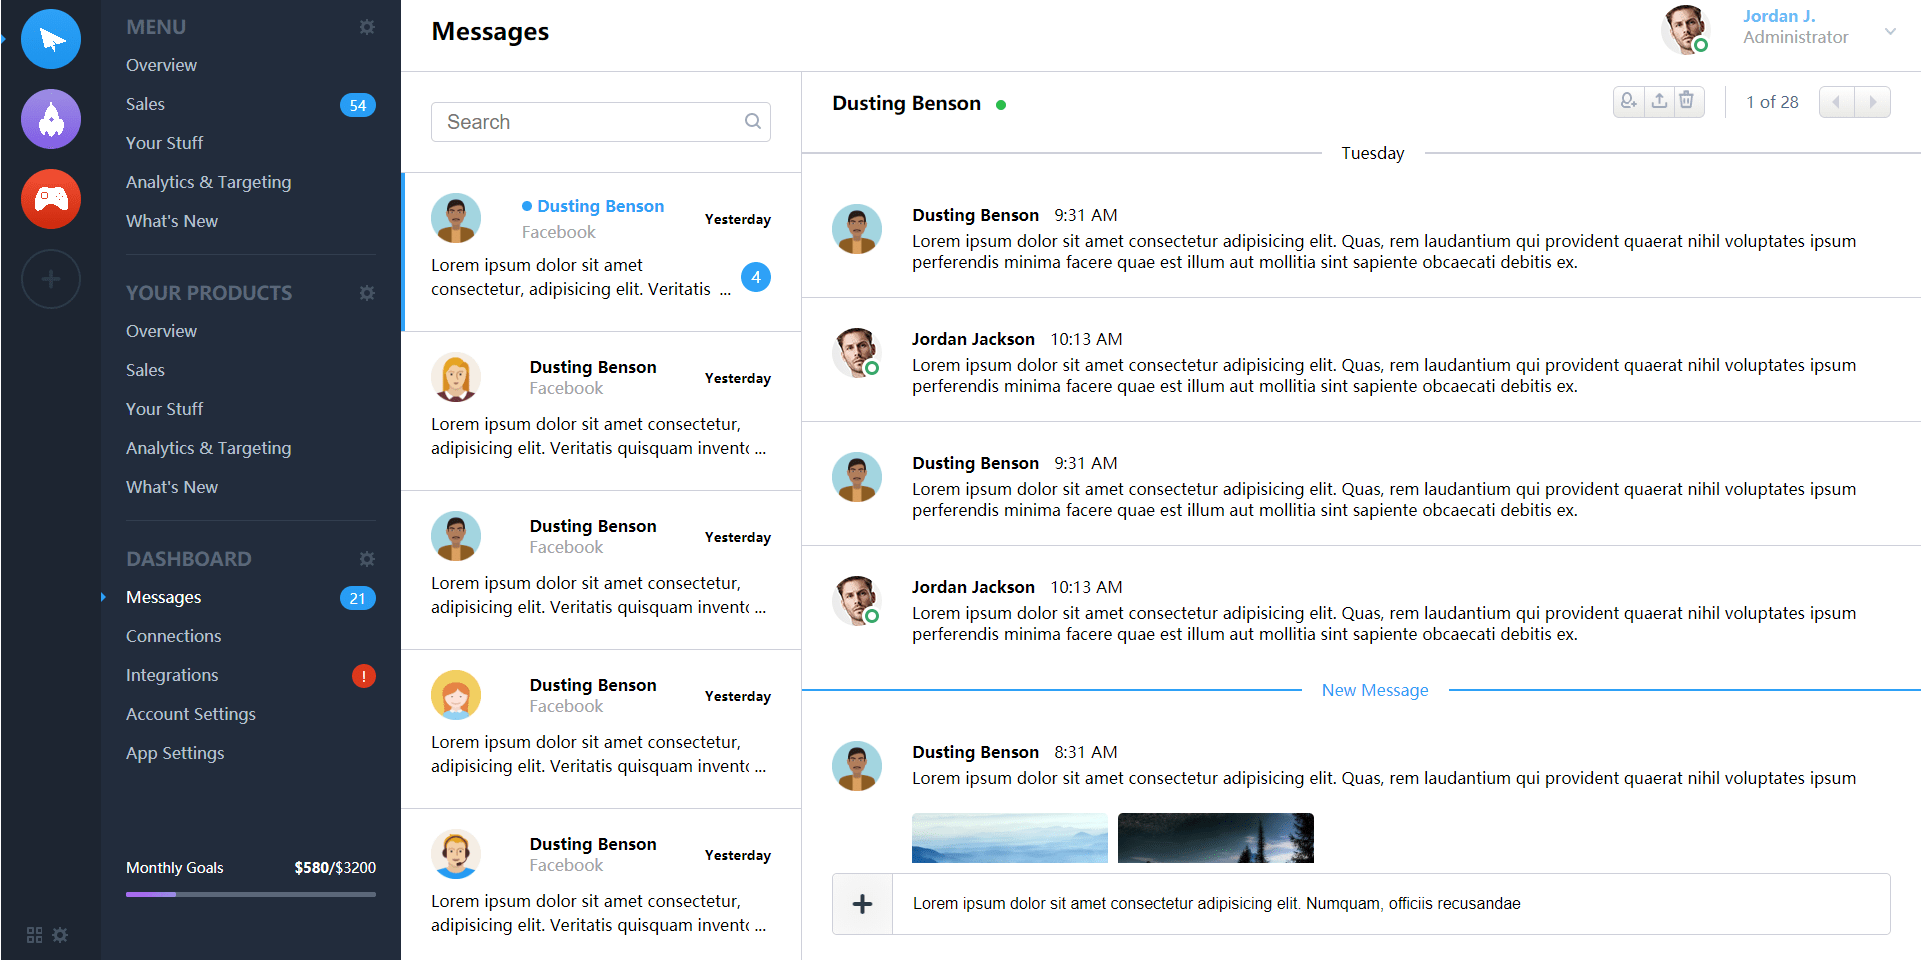 MENU
Overview
Sales 54
Your Stuff
Analytics & Targeting
What's New
YOUR PRODUCTS
Overview
Sales
Your Stuff
Analytics & Targeting
What's New
DASHBOARD
Messages 21
Connections
Integrations !
Account Settings
App Settings
Monthly Goals $580/$3200
Messages
Jordan J.
Administrator
Search
Dusting Benson
Facebook
Yesterday
Lorem ipsum dolor sit amet
consectetur, adipisicing elit. Veritatis ...
4
Dusting Benson
Facebook
Yesterday
Lorem ipsum dolor sit amet consectetur,
adipisicing elit. Veritatis quisquam invento ...
Dusting Benson
Facebook
Yesterday
Lorem ipsum dolor sit amet consectetur,
adipisicing elit. Veritatis quisquam invento ...
Dusting Benson
Facebook
Yesterday
Lorem ipsum dolor sit amet consectetur,
adipisicing elit. Veritatis quisquam invento ...
Dusting Benson
Facebook
Yesterday
Lorem ipsum dolor sit amet consectetur,
adipisicing elit. Veritatis quisquam invento ...
Dusting Benson
1 of 28
Tuesday
Dusting Benson 9:31 AM
Lorem ipsum dolor sit amet consectetur adipisicing elit. Quas, rem laudantium qui provident quaerat nihil voluptates ipsum
perferendis minima facere quae est illum aut mollitia sint sapiente obcaecati debitis ex.
Jordan Jackson 10:13 AM
Lorem ipsum dolor sit amet consectetur adipisicing elit. Quas, rem laudantium qui provident quaerat nihil voluptates ipsum
perferendis minima facere quae est illum aut mollitia sint sapiente obcaecati debitis ex.
Dusting Benson 9:31 AM
Lorem ipsum dolor sit amet consectetur adipisicing elit. Quas, rem laudantium qui provident quaerat nihil voluptates ipsum
perferendis minima facere quae est illum aut mollitia sint sapiente obcaecati debitis ex.
Jordan Jackson 10:13 AM
Lorem ipsum dolor sit amet consectetur adipisicing elit. Quas, rem laudantium qui provident quaerat nihil voluptates ipsum
perferendis minima facere quae est illum aut mollitia sint sapiente obcaecati debitis ex.
New Message
Dusting Benson 8:31 AM
Lorem ipsum dolor sit amet consectetur adipisicing elit. Quas, rem laudantium qui provident quaerat nihil voluptates ipsum
Lorem ipsum dolor sit amet consectetur adipisicing elit. Numquam, officiis recusandae